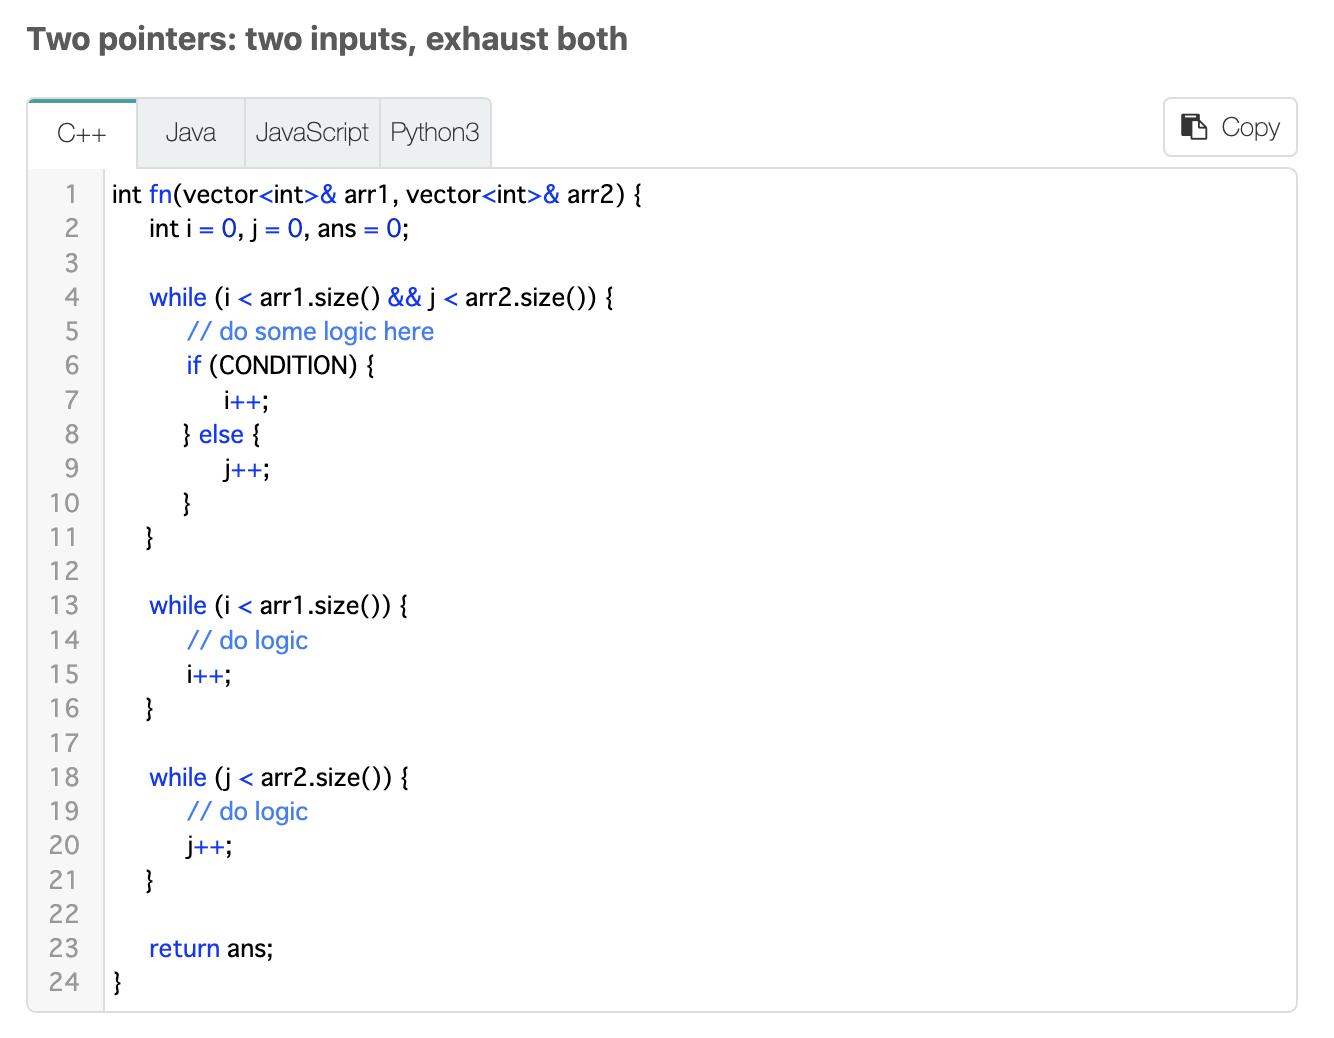 Two pointers: two inputs, exhaust both
C++ Java JavaScript Python3 Copy
1 int fn(vector<int>& arr1, vector<int>& arr2) {
2 int i = 0, j = 0, ans = 0;
3
4 while (i < arr1.size() && j < arr2.size()) {
5 // do some logic here
6 if (CONDITION) {
7 i++;
8 } else {
9 j++;
10 }
11 }
12
13 while (i < arr1.size()) {
14 // do logic
15 i++;
16 }
17
18 while (j < arr2.size()) {
19 // do logic
20 j++;
21 }
22
23 return ans;
24 }